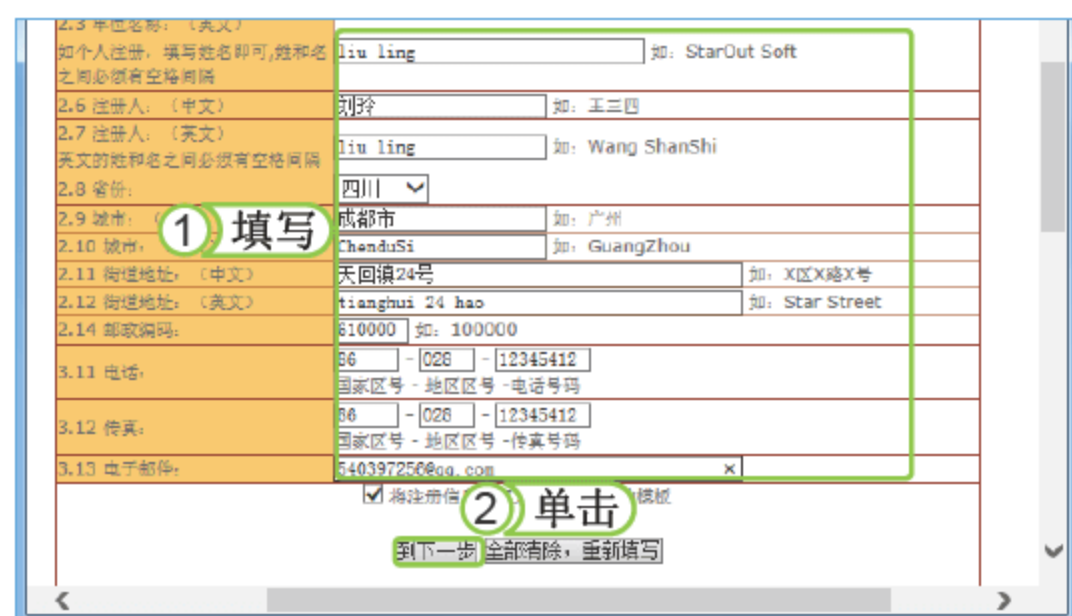 2.3 单位名称：（英文）
如个人注册，填写姓名即可,姓和名之间必须有空格间隔
liu ling 如：StarOut Soft
2.6 注册人：（中文） 刘玲 如：王三四
2.7 注册人：（英文）
英文的姓和名之间必须有空格间隔
liu ling 如：Wang ShanShi
2.8 省份： 四川
2.9 城市： 成都市 如：广州
① 填写
2.10 城市： ChenduSi 如：GuangZhou
2.11 街道地址：（中文） 天回镇24号 如：X区X路X号
2.12 街道地址：（英文） tianghui 24 hao 如：Star Street
2.14 邮政编码： 610000 如：100000
3.11 电话： 86 - 028 - 12345412
国家区号 - 地区区号 -电话号码
3.12 传真： 86 - 028 - 12345412
国家区号 - 地区区号 -传真号码
3.13 电子邮件： 540397256@qq.com ×
将注册信 模板
② 单击
到下一步 全部清除，重新填写